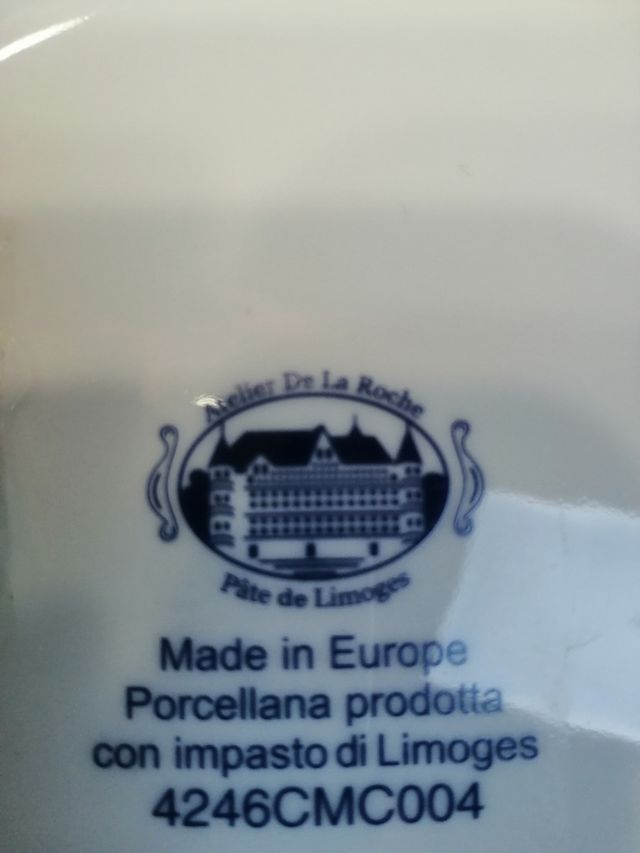 Atelier De La Roche
Pâte de Limoges
Made in Europe
Porcellana prodotta
con impasto di Limoges
4246CMC004